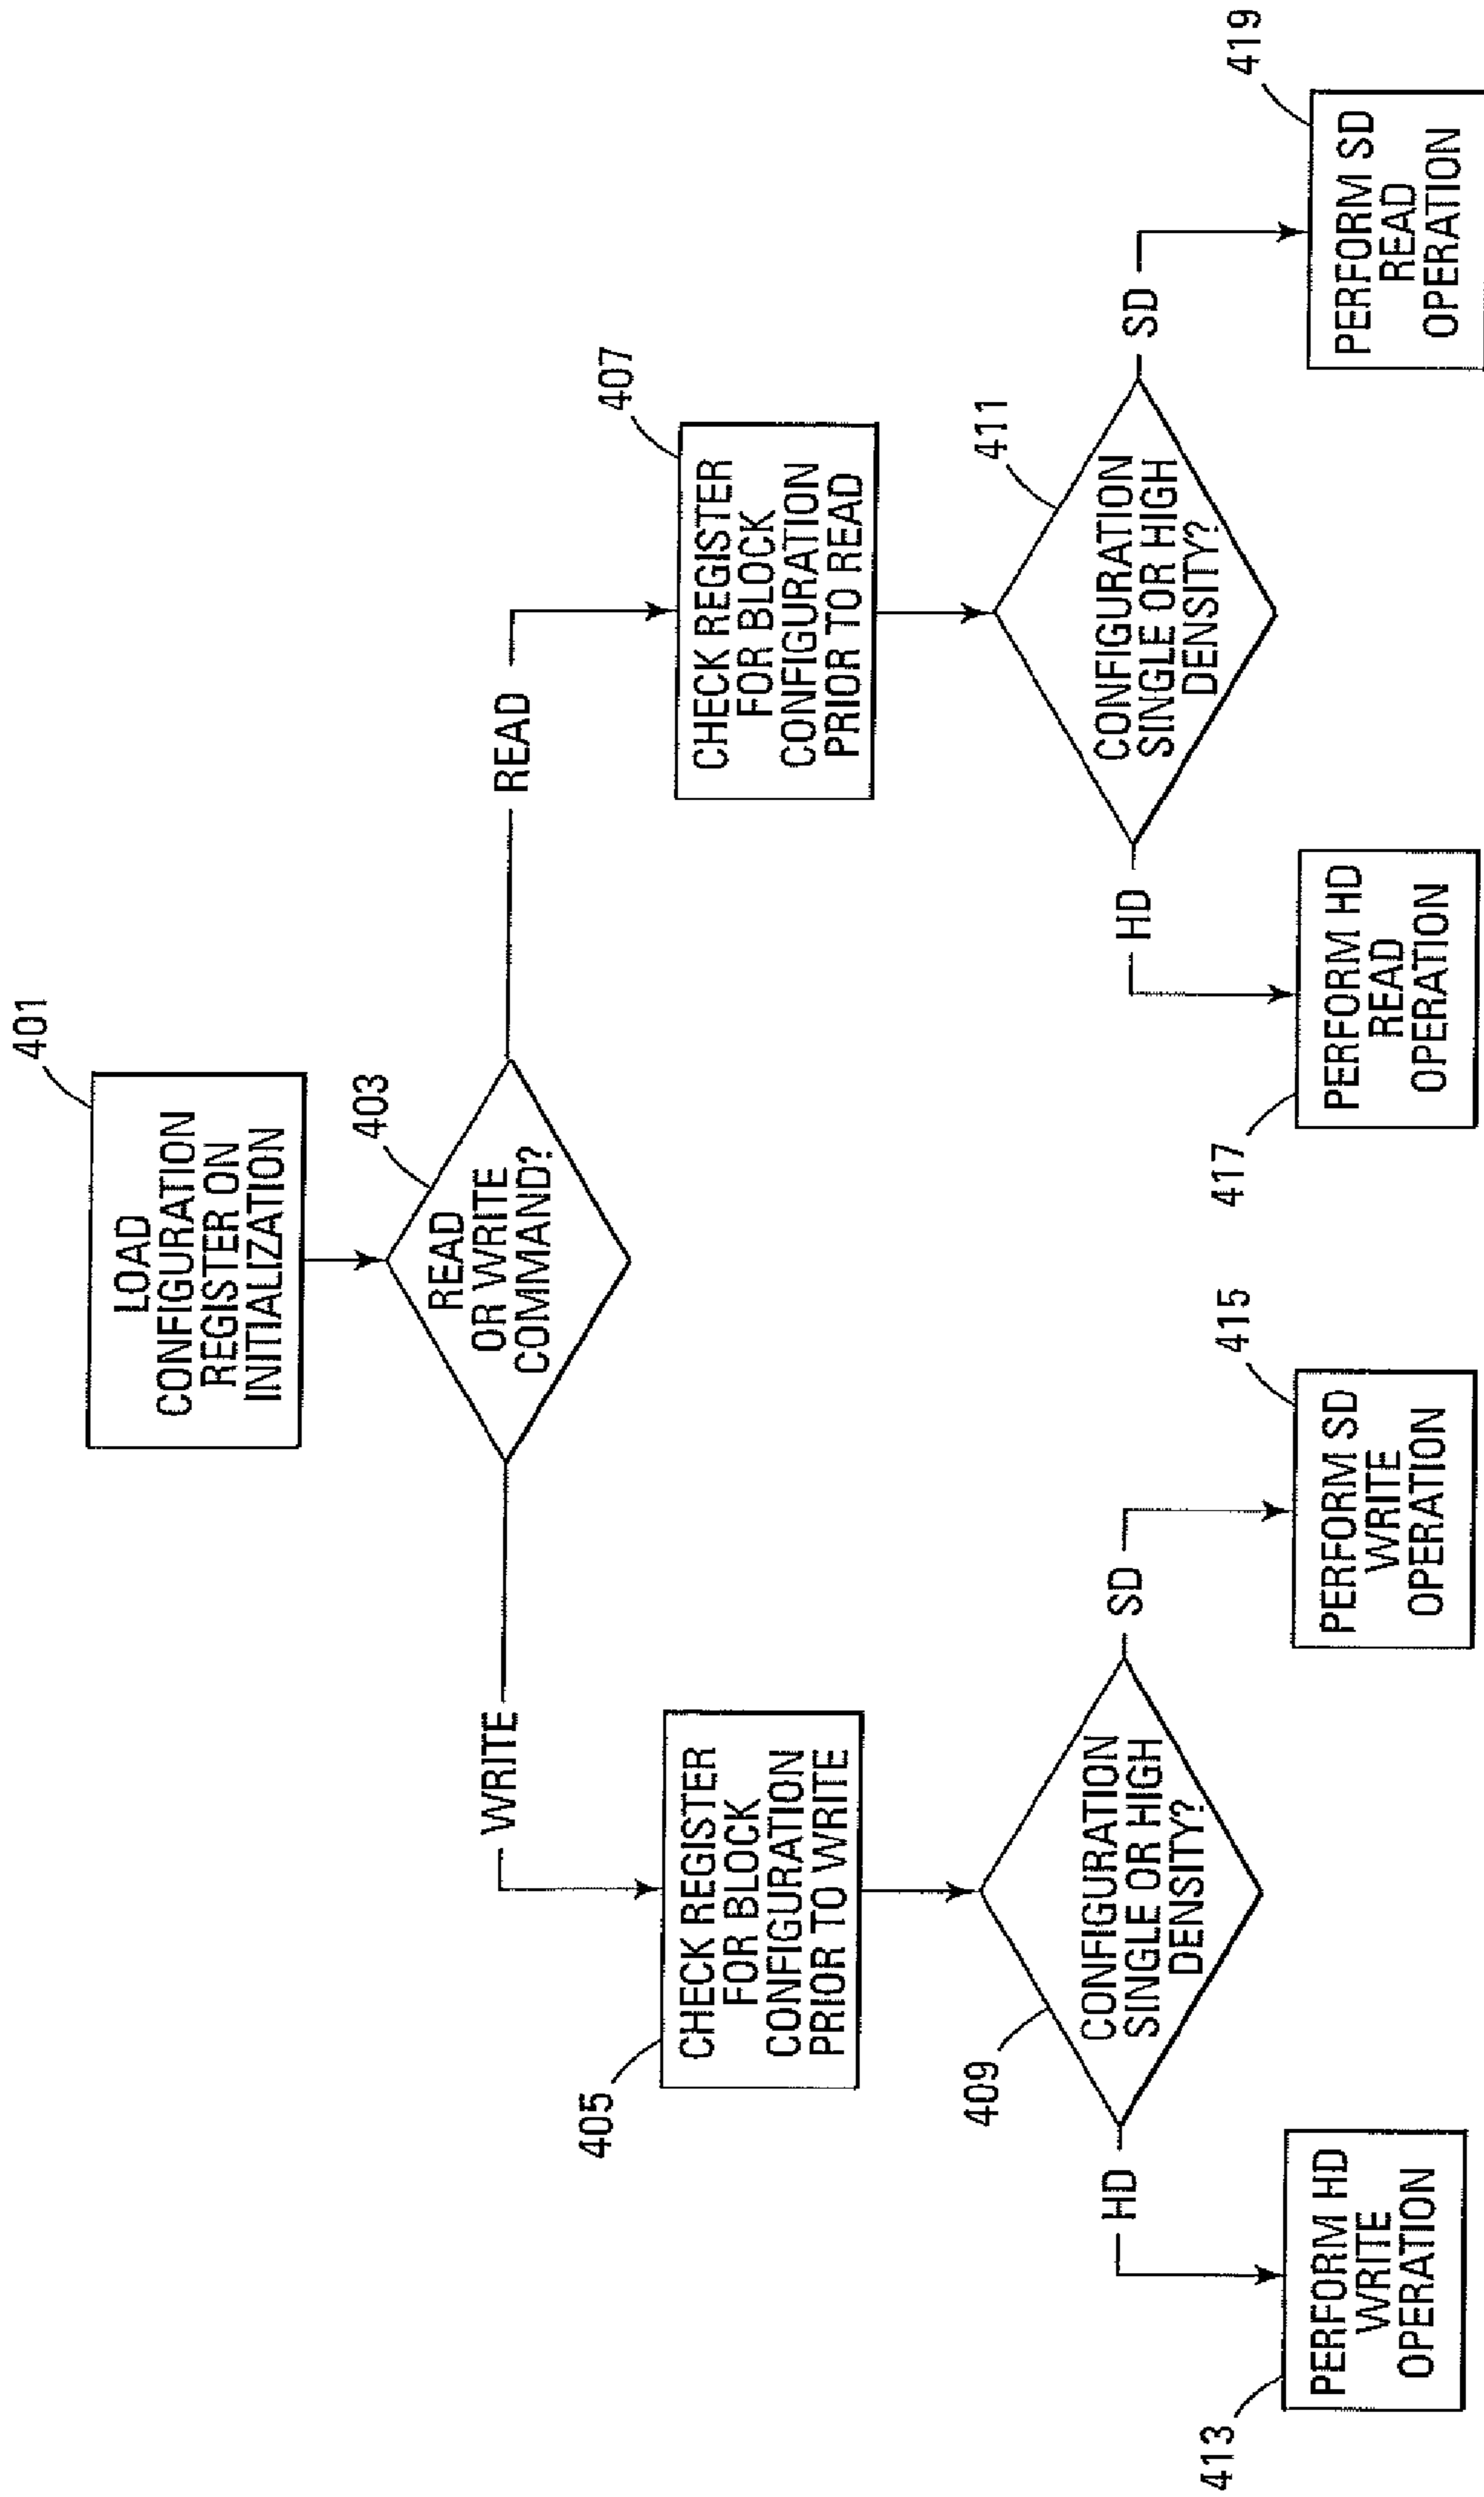 401
LOAD
CONFIGURATION
REGISTER ON
INITIALIZATION
403
READ
OR WRITE
COMMAND?
WRITE
READ
405
CHECK REGISTER
FOR BLOCK
CONFIGURATION
PRIOR TO WRITE
407
CHECK REGISTER
FOR BLOCK
CONFIGURATION
PRIOR TO READ
409
CONFIGURATION
SINGLE OR HIGH
DENSITY?
HD
SD
411
CONFIGURATION
SINGLE OR HIGH
DENSITY?
HD
SD
413
PERFORM HD
WRITE
OPERATION
415
PERFORM SD
WRITE
OPERATION
417
PERFORM HD
READ
OPERATION
419
PERFORM SD
READ
OPERATION